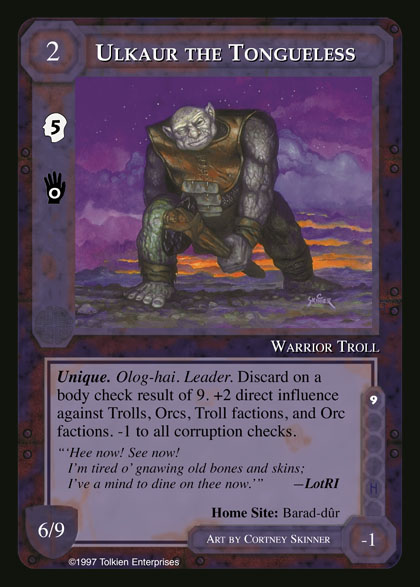 2
ULKAUR THE TONGUELESS
5
0
SKINNER
WARRIOR TROLL
Unique. Olog-hai. Leader. Discard on a
body check result of 9. +2 direct influence
against Trolls, Orcs, Troll factions, and Orc
factions. -1 to all corruption checks.
“‘Hee now! See now!
I'm tired o' gnawing old bones and skins;
I've a mind to dine on thee now.’” —LotRI
9
H
Home Site: Barad-dûr
6/9
ART BY CORTNEY SKINNER
-1
©1997 Tolkien Enterprises